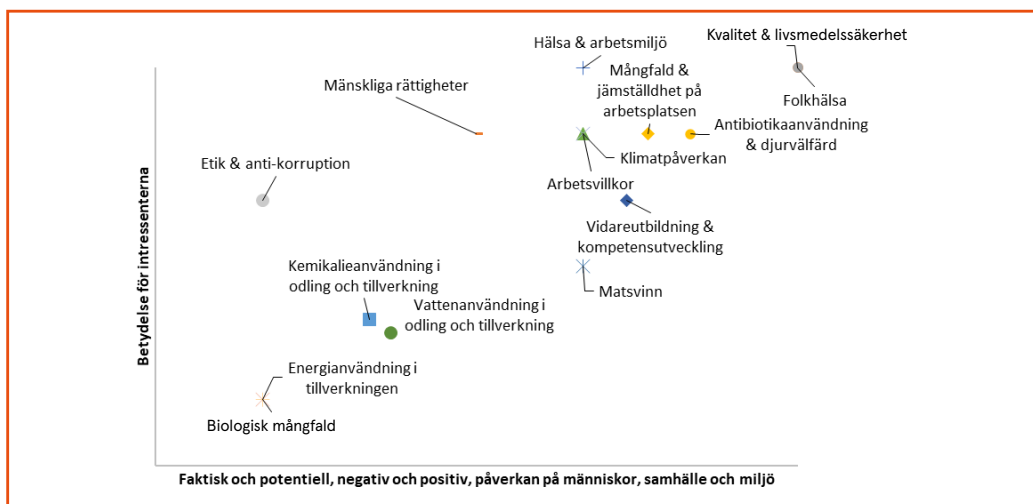 Kvalitet & livsmedelssäkerhet
Hälsa & arbetsmiljö
Mångfald &
jämställdhet på
arbetsplatsen
Mänskliga rättigheter
Folkhälsa
Antibiotikaanvändning
& djurvälfärd
Klimatpåverkan
Etik & anti-korruption
Arbetsvillkor
Vidareutbildning &
kompetensutveckling
Kemikalieanvändning i
odling och tillverkning
Matsvinn
Vattenanvändning i
odling och tillverkning
Energianvändning i
tillverkningen
Biologisk mångfald
Betydelse för intressenterna
Faktisk och potentiell, negativ och positiv, påverkan på människor, samhälle och miljö